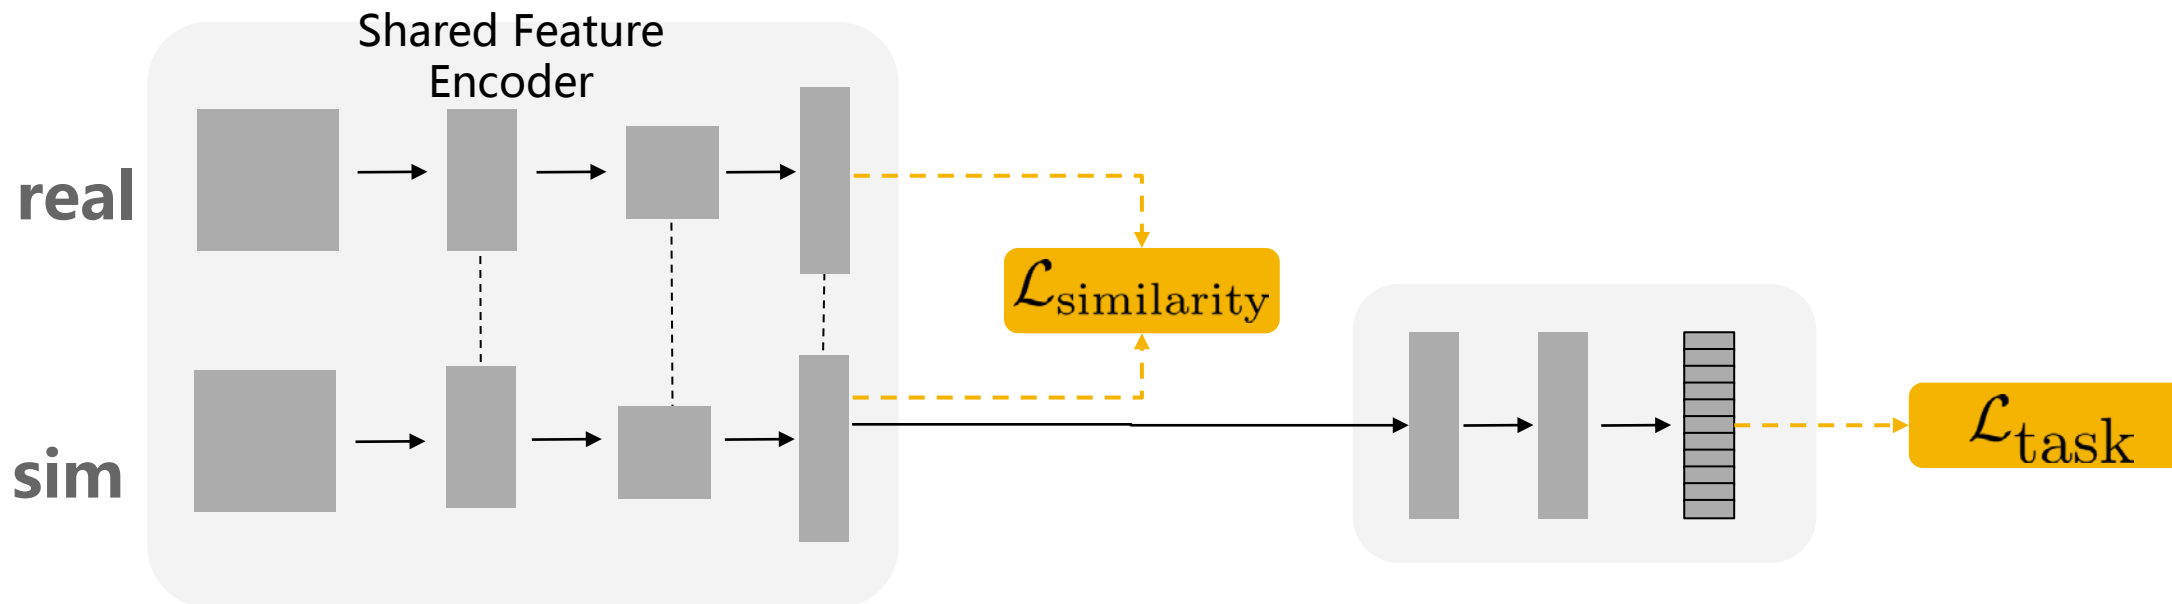 Shared Feature
Encoder
real
ℒsimilarity
sim
ℒtask